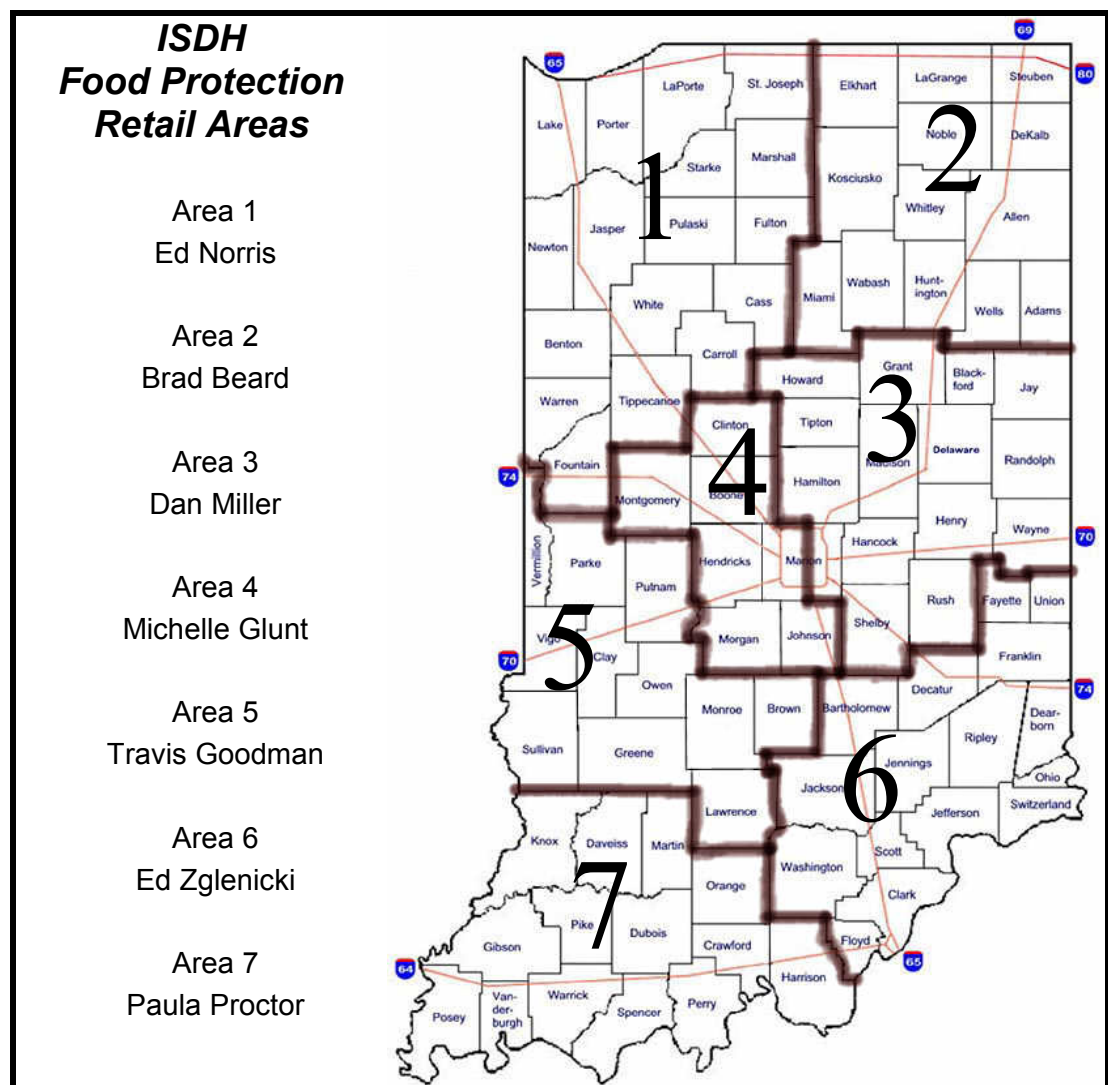 ISDH
Food Protection
Retail Areas
Area 1
Ed Norris
Area 2
Brad Beard
Area 3
Dan Miller
Area 4
Michelle Glunt
Area 5
Travis Goodman
Area 6
Ed Zglenicki
Area 7
Paula Proctor
69
65
80
LaPorte
St. Joseph
Elkhart
LaGrange
Steuben
Lake
Porter
Noble
DeKalb
2
Starke
Marshall
Kosciusko
1
Whitley
Allen
Newton
Jasper
Pulaski
Fulton
White
Cass
Miami
Wabash
Hunt-
ington
Wells
Adams
Benton
Carroll
Howard
Grant
Black-
ford
Jay
Warren
Tippecanoe
3
Clinton
Tipton
Delaware
Randolph
Madison
4
74
Fountain
Montgomery
Boone
Hamilton
Henry
Wayne
70
Vermillion
Parke
Hendricks
Marion
Hancock
Putnam
Rush
Fayette
Union
5
Vigo
Morgan
Johnson
Shelby
Franklin
70
Clay
Owen
Decatur
74
Monroe
Brown
Bartholomew
Dear-
born
Ripley
Sullivan
Greene
Jennings
6
Ohio
Jackson
Switzerland
Lawrence
Jefferson
Knox
Daveiss
Martin
Scott
Washington
7
Orange
Clark
Pike
Gibson
Dubois
Crawford
Floyd
64
65
Harrison
Posey
Van-
der-
burgh
Warrick
Spencer
Perry